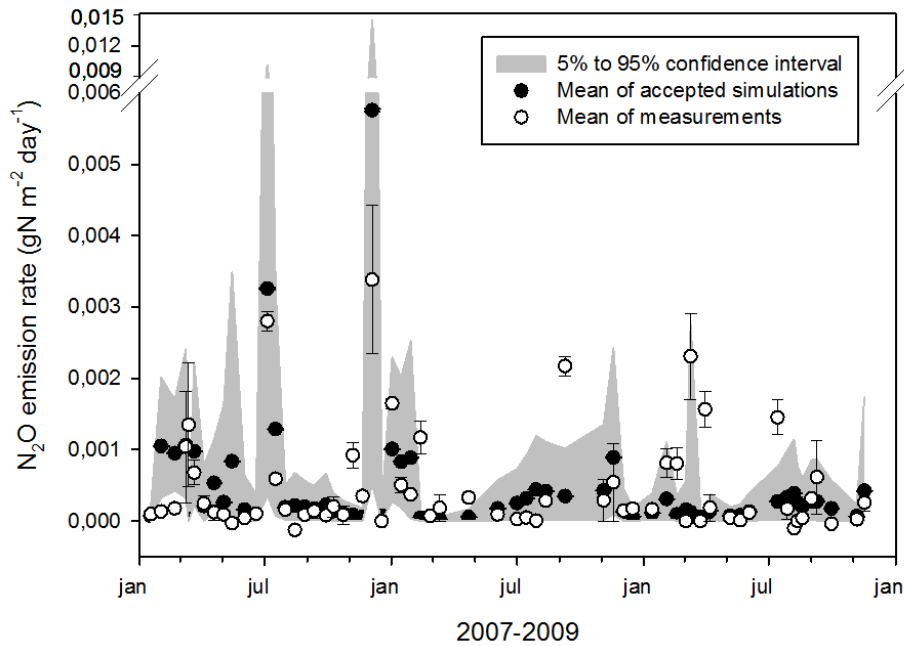 0,015
0,012
0,009
0,006
0,005
0,004
0,003
0,002
0,001
0,000
N₂O emission rate (gN m⁻² day⁻¹)
5% to 95% confidence interval
Mean of accepted simulations
Mean of measurements
jan jul jan jul jan jul jan
2007-2009